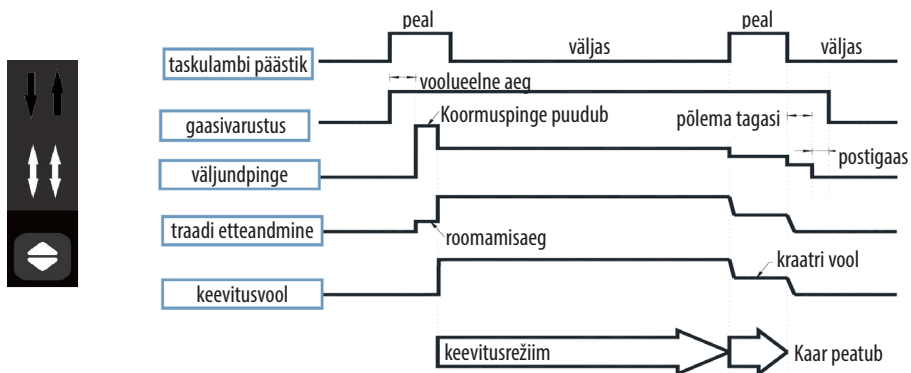 peal
peal
taskulambi päästik
väljas
väljas
voolueelne aeg
gaasivarustus
Koormuspinge puudub
põlema tagasi
väljundpinge
postigaas
traadi etteandmine
roomamisaeg
keevitusvool
kraatri vool
keevitusrežiim
Kaar peatub